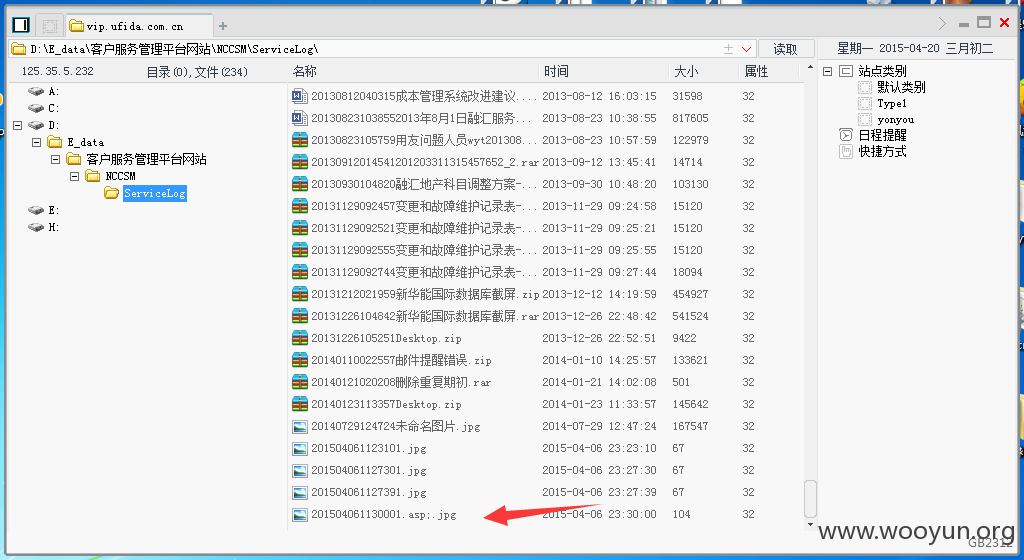 vip.ufida.com.cn
D:\E_data\客户服务管理平台网站\NCCSM\ServiceLog\
读取
星期一 2015-04-20 三月初二
125.35.5.232 目录(0),文件(234)
名称 时间 大小 属性
A:
C:
D:
E_data
客户服务管理平台网站
NCCSM
ServiceLog
E:
H:
20130812040315成本管理系统改进建议.... 2013-08-12 16:03:15 31598 32
201308231038552013年8月1日融汇服务... 2013-08-23 10:38:55 817605 32
20130823105759用友问题人员wyt201308... 2013-08-23 10:57:59 122979 32
201309120145412012033113154576522_2.rar 2013-09-12 13:45:41 14714 32
20130930104820融汇地产科目调整方案-... 2013-09-30 10:48:20 103130 32
20131129092457变更和故障维护记录表-... 2013-11-29 09:24:58 15120 32
20131129092521变更和故障维护记录表-... 2013-11-29 09:25:21 15120 32
20131129092555变更和故障维护记录表-... 2013-11-29 09:25:55 15120 32
20131129092744变更和故障维护记录表-... 2013-11-29 09:27:44 18094 32
20131212021959新华能国际数据库截屏.zip 2013-12-12 14:19:59 454927 32
20131226104842新华能国际数据库截屏.rar 2013-12-26 22:48:42 541524 32
20131226105251Desktop.zip 2013-12-26 22:52:51 9422 32
20140110022557邮件提醒错误.zip 2014-01-10 14:25:57 133621 32
20140121020208删除重复期初.rar 2014-01-21 14:02:08 501 32
20140123113357Desktop.zip 2014-01-23 11:33:57 145642 32
20140729124724未命名图片.jpg 2014-07-29 12:47:24 167547 32
201504061123101.jpg 2015-04-06 23:23:10 67 32
201504061127301.jpg 2015-04-06 23:27:30 67 32
201504061127391.jpg 2015-04-06 23:27:39 67 32
201504061130001.asp;.jpg 2015-04-06 23:30:00 104 32
站点类别
默认类别
Type1
yonyou
日程提醒
快捷方式
www.wooyun.org
GB2312